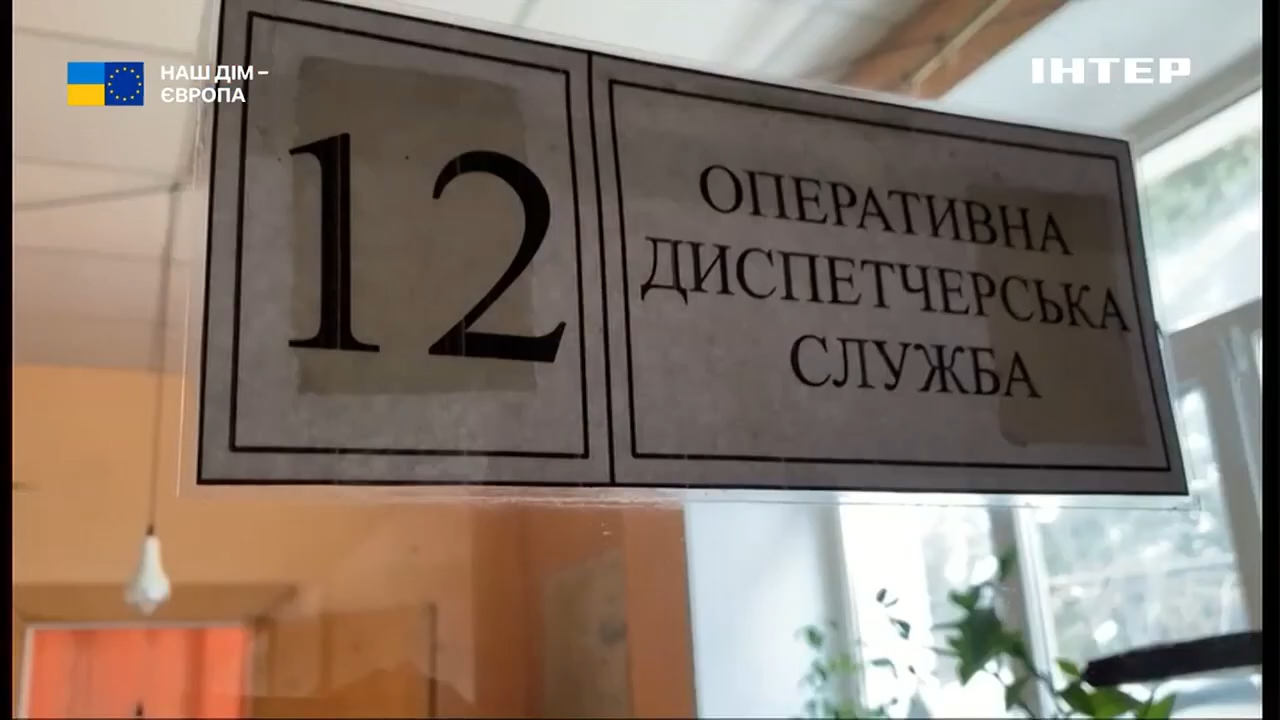 НАШ ДІМ –
ЄВРОПА
ІНТЕР
12
ОПЕРАТИВНА
ДИСПЕТЧЕРСЬКА
СЛУЖБА